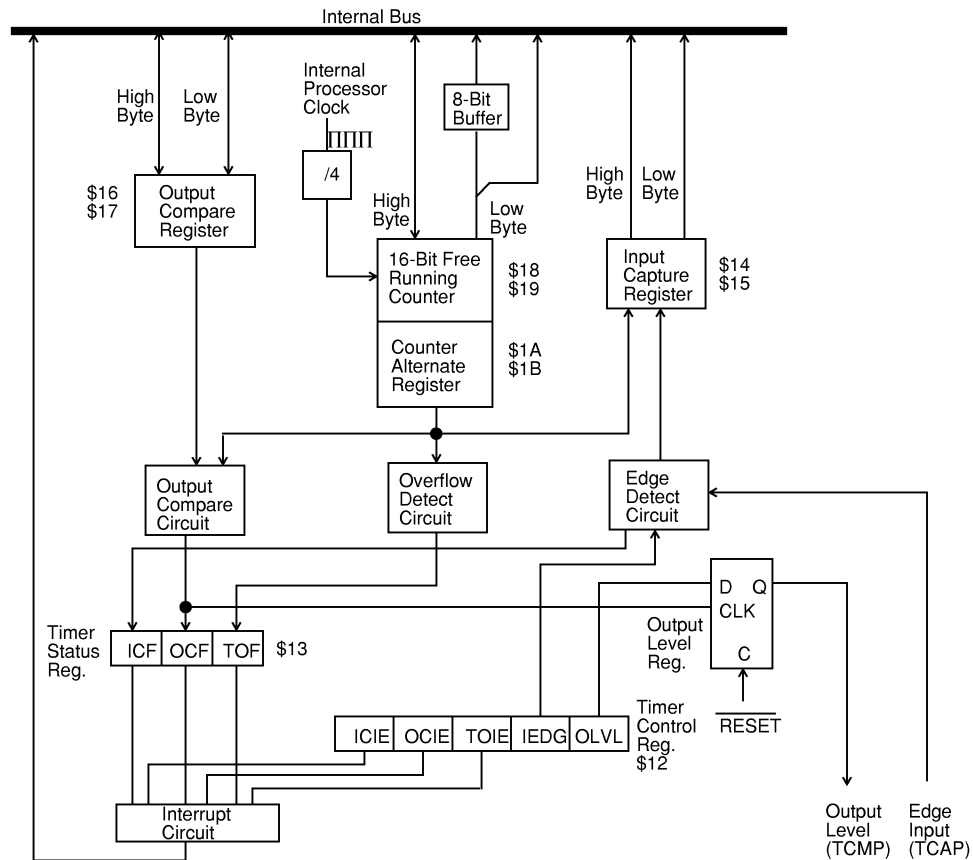 Internal Bus
High
Byte
Low
Byte
Internal
Processor
Clock
/4
8-Bit
Buffer
High
Byte
Low
Byte
High
Byte
Low
Byte
$16
$17
Output
Compare
Register
16-Bit Free
Running
Counter
$18
$19
Counter
Alternate
Register
$1A
$1B
Input
Capture
Register
$14
$15
Output
Compare
Circuit
Overflow
Detect
Circuit
Edge
Detect
Circuit
D Q
CLK
C
Output
Level
Reg.
RESET
Timer
Status
Reg.
ICF OCF TOF
$13
ICIE OCIE TOIE IEDG OLVL
Timer
Control
Reg.
$12
Interrupt
Circuit
Output
Level
(TCMP)
Edge
Input
(TCAP)